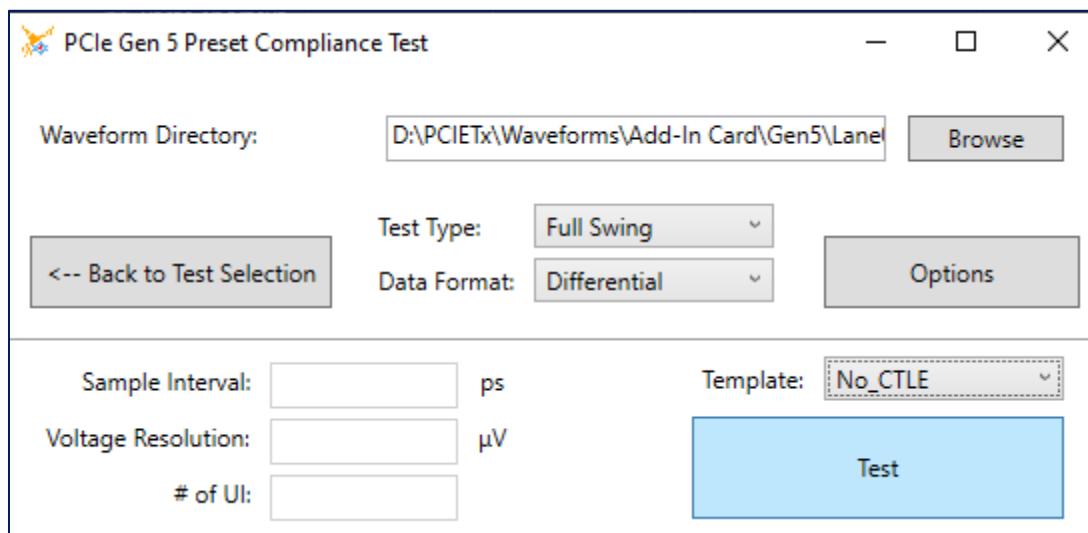 PCIe Gen 5 Preset Compliance Test
Waveform Directory:
D:\PCIETx\Waveforms\Add-In Card\Gen5\Lane
Browse
Test Type:
Full Swing
<-- Back to Test Selection
Data Format:
Differential
Options
Sample Interval:
ps
Template:
No_CTLE
Voltage Resolution:
µV
Test
# of UI: